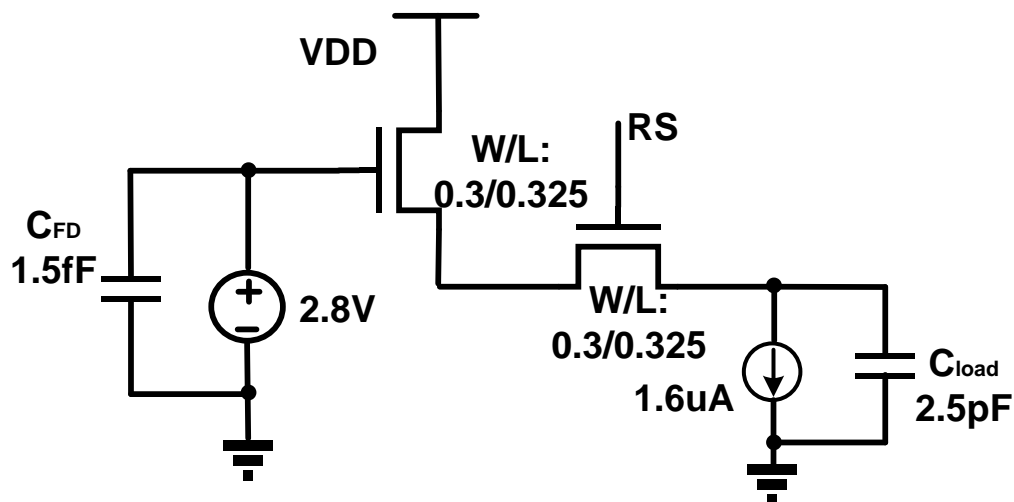 VDD
RS
W/L:
0.3/0.325
CFD
1.5fF
+
2.8V
−
W/L:
0.3/0.325
1.6uA
Cload
2.5pF